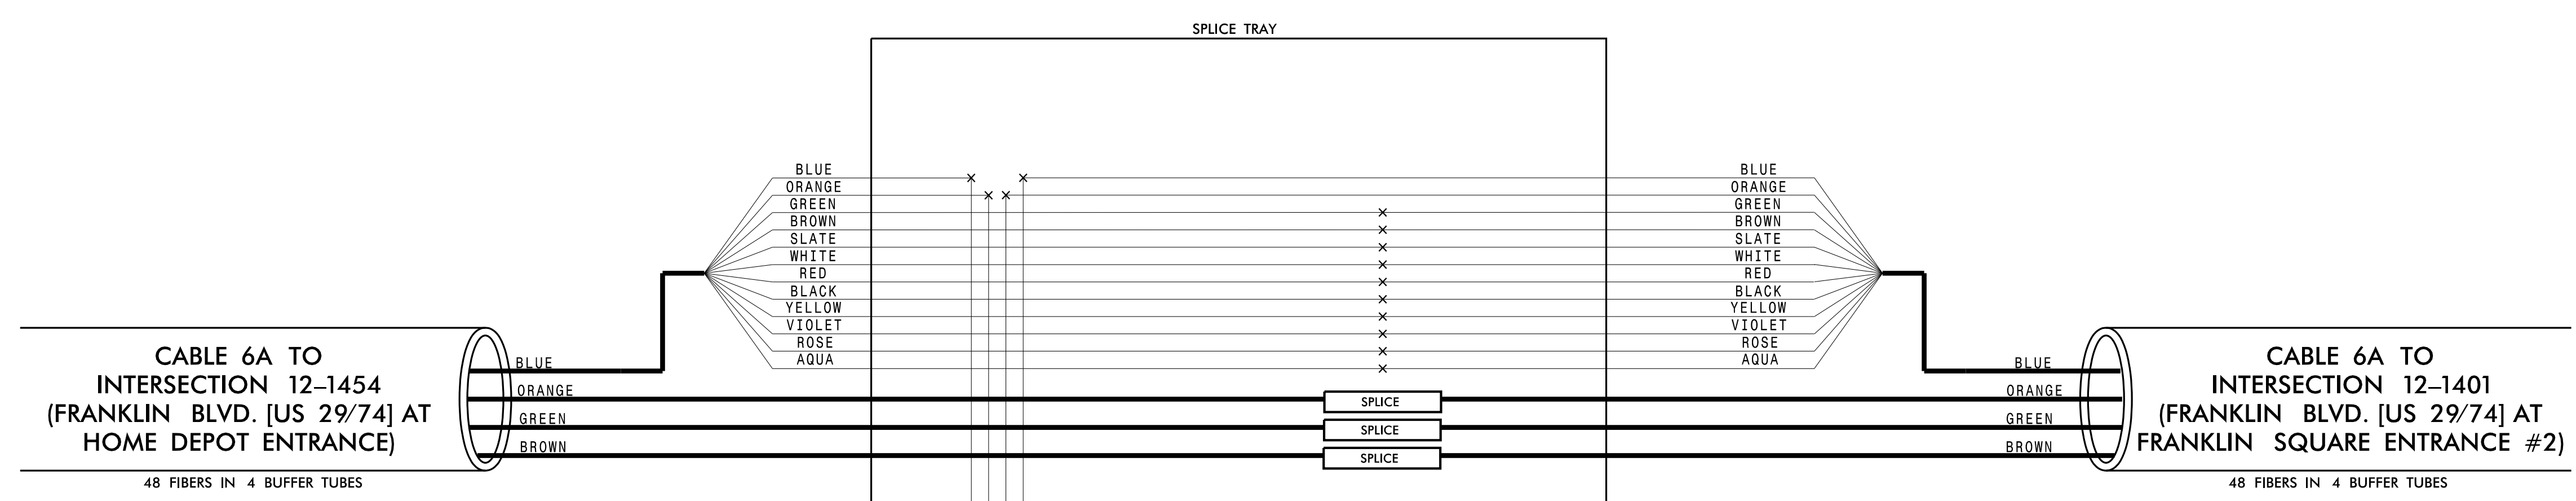 SPLICE TRAY
BLUE
ORANGE
GREEN
BROWN
SLATE
WHITE
RED
BLACK
YELLOW
VIOLET
ROSE
AQUA
BLUE
ORANGE
GREEN
BROWN
SLATE
WHITE
RED
BLACK
YELLOW
VIOLET
ROSE
AQUA
CABLE 6A TO
INTERSECTION 12-1454
(FRANKLIN BLVD. [US 29/74] AT
HOME DEPOT ENTRANCE)
48 FIBERS IN 4 BUFFER TUBES
BLUE
ORANGE
GREEN
BROWN
SPLICE
SPLICE
SPLICE
BLUE
ORANGE
GREEN
BROWN
CABLE 6A TO
INTERSECTION 12-1401
(FRANKLIN BLVD. [US 29/74] AT
FRANKLIN SQUARE ENTRANCE #2)
48 FIBERS IN 4 BUFFER TUBES